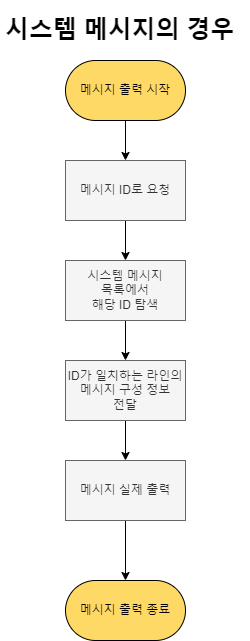 시스템 메시지의 경우
메시지 출력 시작
메시지 ID로 요청
시스템 메시지
목록에서
해당 ID 탐색
ID가 일치하는 라인의
메시지 구성 정보
전달
메시지 실제 출력
메시지 출력 종료